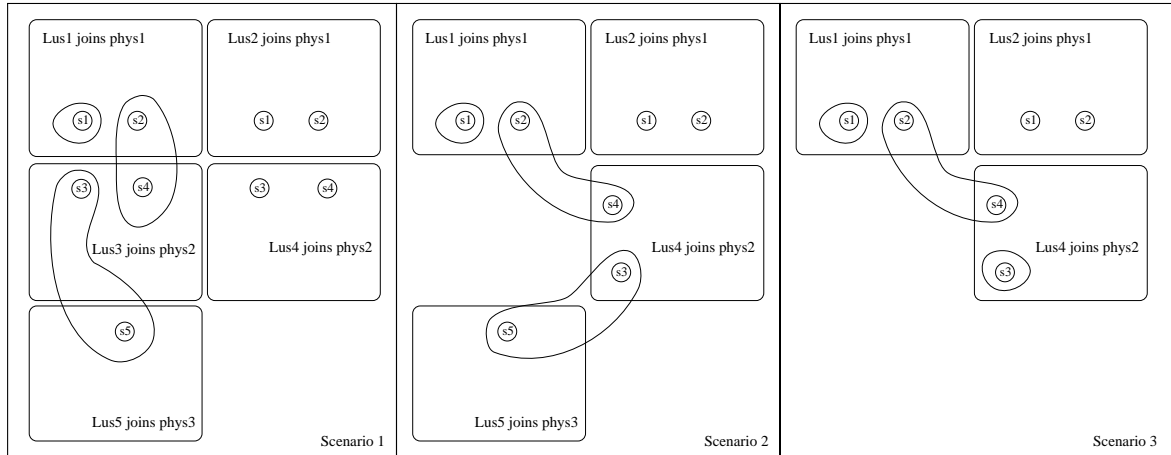 Lus1 joins phys1
Lus2 joins phys1
s1
s2
s1
s2
s3
s4
s3
s4
Lus3 joins phys2
Lus4 joins phys2
s5
Lus5 joins phys3
Scenario 1
Lus1 joins phys1
Lus2 joins phys1
s1
s2
s1
s2
s4
Lus4 joins phys2
s3
s5
Lus5 joins phys3
Scenario 2
Lus1 joins phys1
Lus2 joins phys1
s1
s2
s1
s2
s4
Lus4 joins phys2
s3
Scenario 3